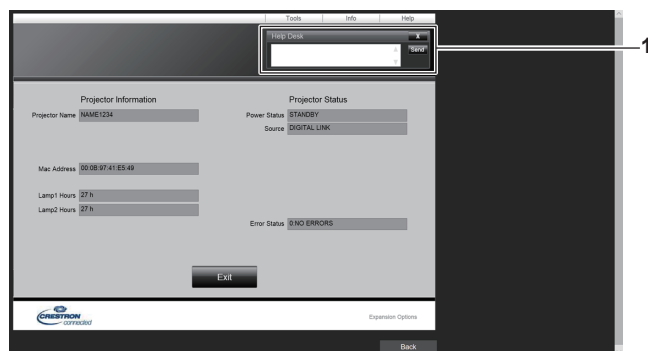 Tools Info Help
Help Desk X
Send
1
Projector Information Projector Status
Projector Name NAME1234 Power Status STANDBY
Source DIGITAL LINK
Mac Address 00:0B:97:41:E5:49
Lamp1 Hours 27 h
Lamp2 Hours 27 h
Error Status 0:NO ERRORS
Exit
CRESTRON connected Expansion Options
Back